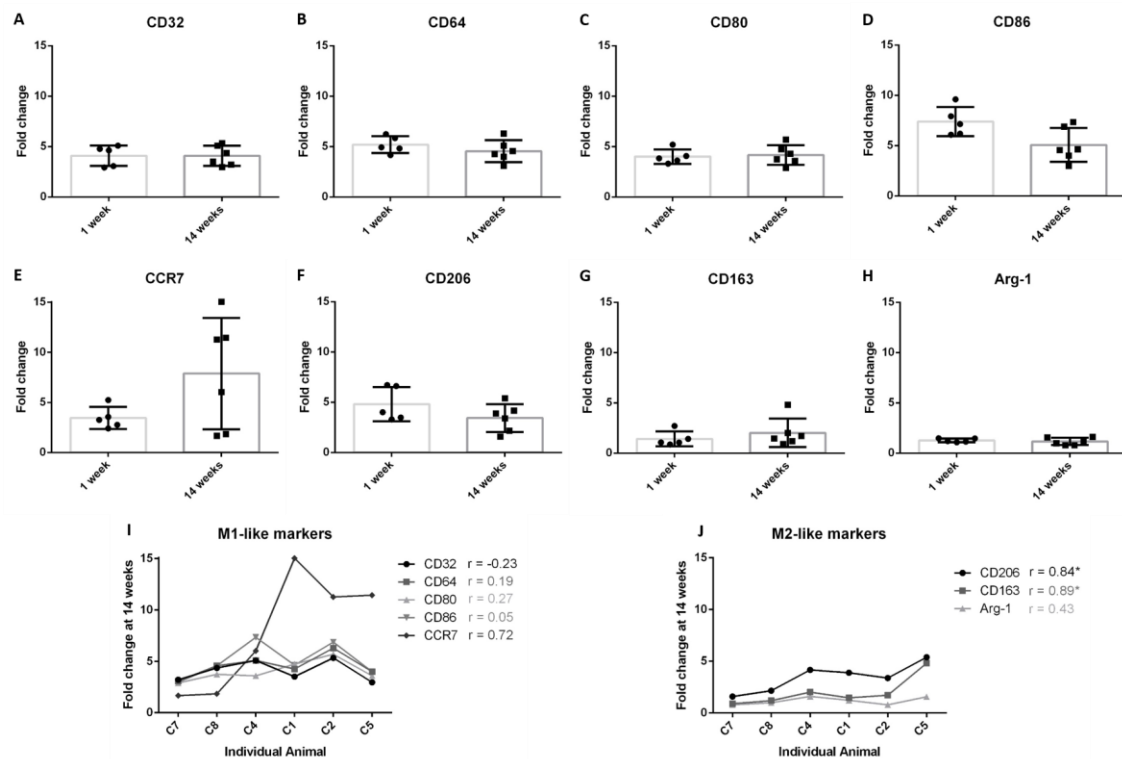 A CD32
B CD64
C CD80
D CD86
Fold change
15
10
5
0
1 week
14 weeks
Fold change
15
10
5
0
1 week
14 weeks
Fold change
15
10
5
0
1 week
14 weeks
Fold change
15
10
5
0
1 week
14 weeks
E CCR7
F CD206
G CD163
H Arg-1
Fold change
15
10
5
0
1 week
14 weeks
Fold change
15
10
5
0
1 week
14 weeks
Fold change
15
10
5
0
1 week
14 weeks
Fold change
15
10
5
0
1 week
14 weeks
I M1-like markers
Fold change at 14 weeks
15
10
5
0
C7 C8 C4 C1 C2 C5
Individual Animal
CD32 r = -0.23
CD64 r = 0.19
CD80 r = 0.27
CD86 r = 0.05
CCR7 r = 0.72
J M2-like markers
Fold change at 14 weeks
15
10
5
0
C7 C8 C4 C1 C2 C5
Individual Animal
CD206 r = 0.84*
CD163 r = 0.89*
Arg-1 r = 0.43